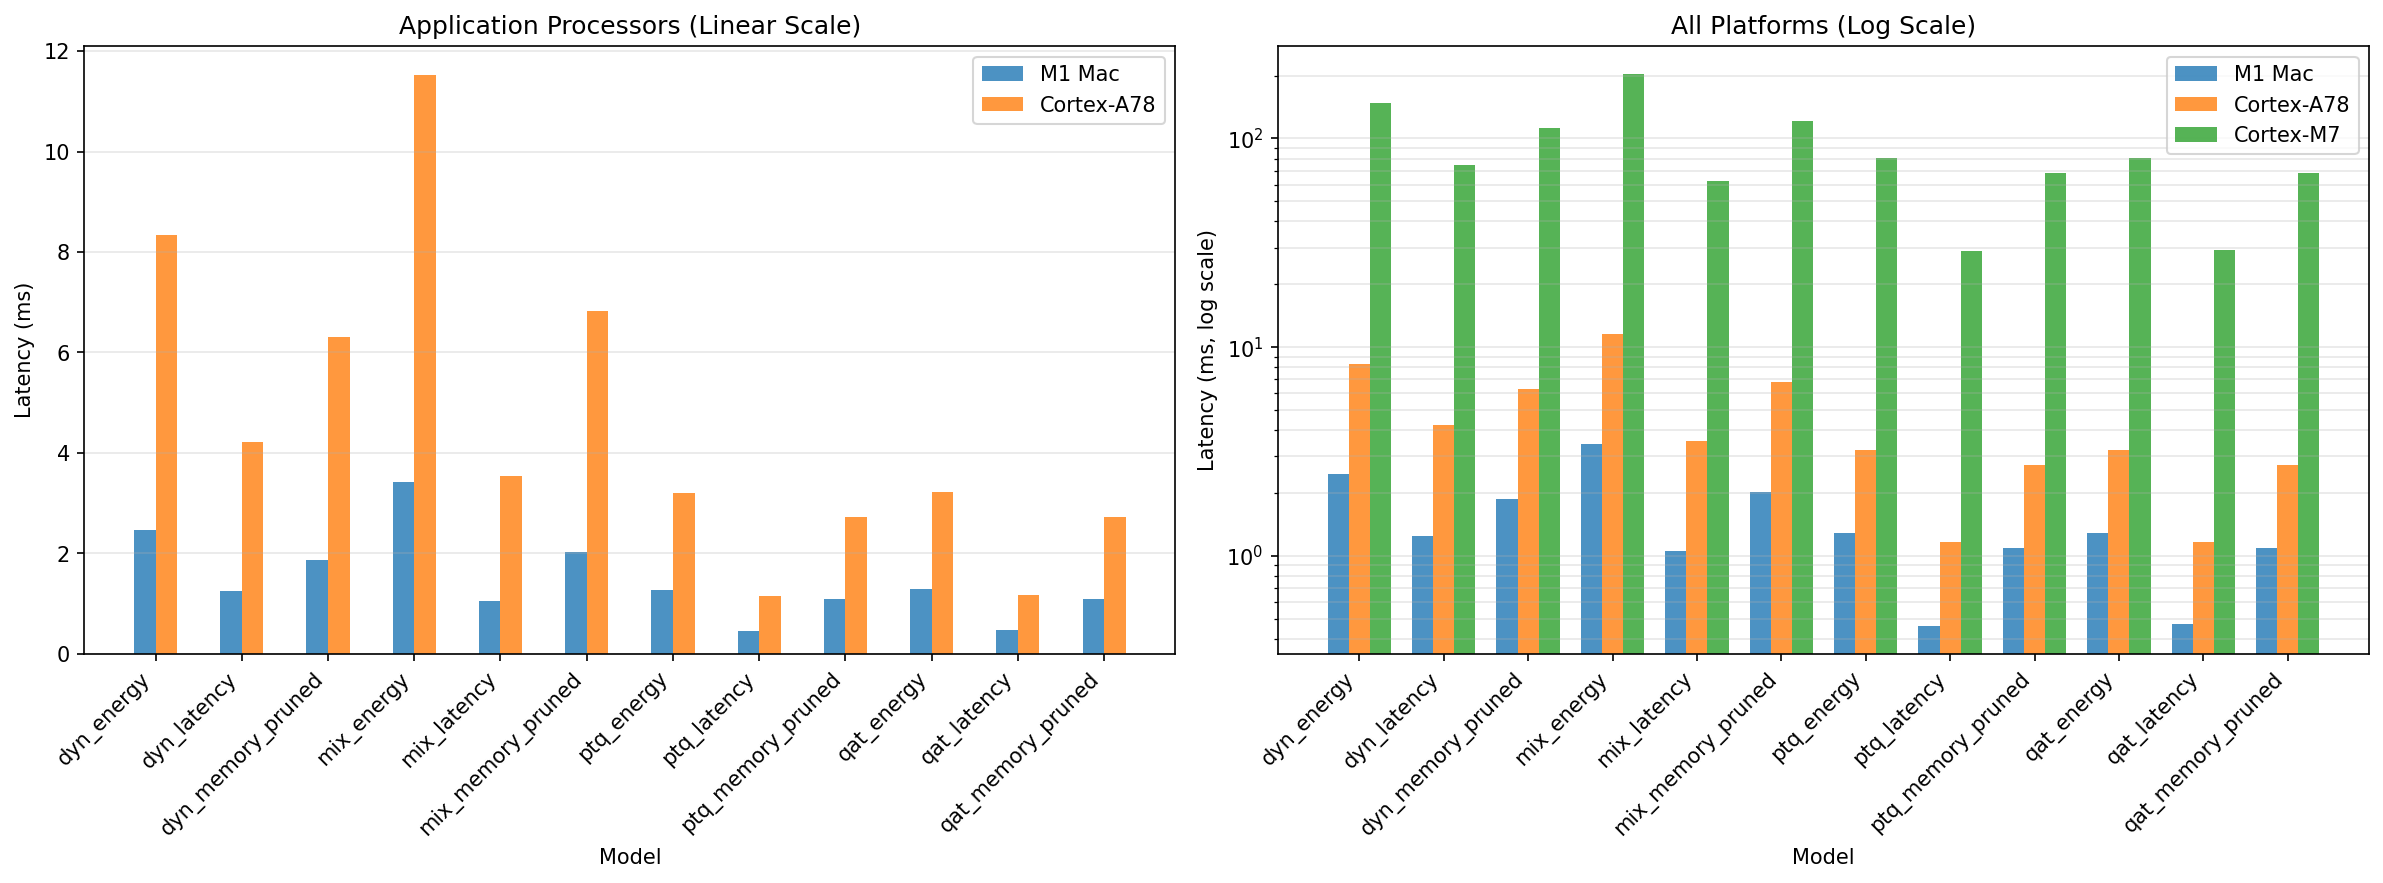 Application Processors (Linear Scale)
Latency (ms)
12
10
8
6
4
2
0
M1 Mac
Cortex-A78
dyn_energy
dyn_latency
dyn_memory_pruned
mix_energy
mix_latency
mix_memory_pruned
ptq_energy
ptq_latency
ptq_memory_pruned
qat_energy
qat_latency
qat_memory_pruned
Model
All Platforms (Log Scale)
Latency (ms, log scale)
10²
10¹
10⁰
M1 Mac
Cortex-A78
Cortex-M7
dyn_energy
dyn_latency
dyn_memory_pruned
mix_energy
mix_latency
mix_memory_pruned
ptq_energy
ptq_latency
ptq_memory_pruned
qat_energy
qat_latency
qat_memory_pruned
Model